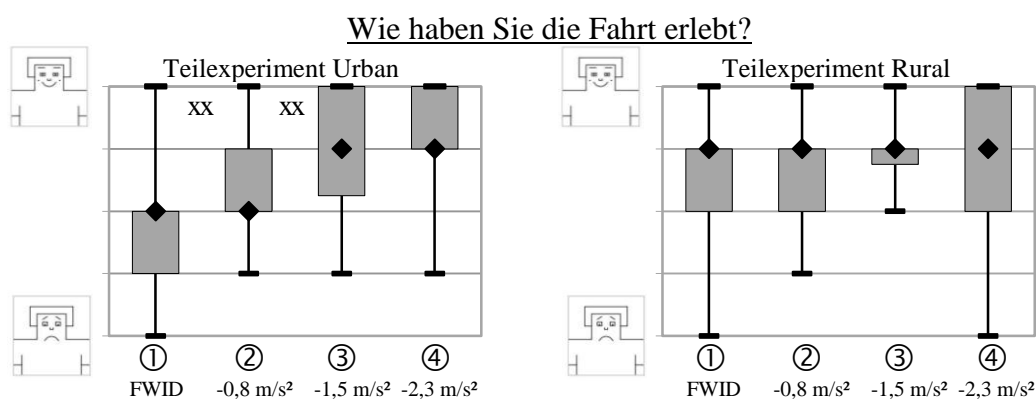 Wie haben Sie die Fahrt erlebt?
Teilexperiment Urban
Teilexperiment Rural
xx xx
① ② ③ ④
FWID -0,8 m/s² -1,5 m/s² -2,3 m/s²
① ② ③ ④
FWID -0,8 m/s² -1,5 m/s² -2,3 m/s²